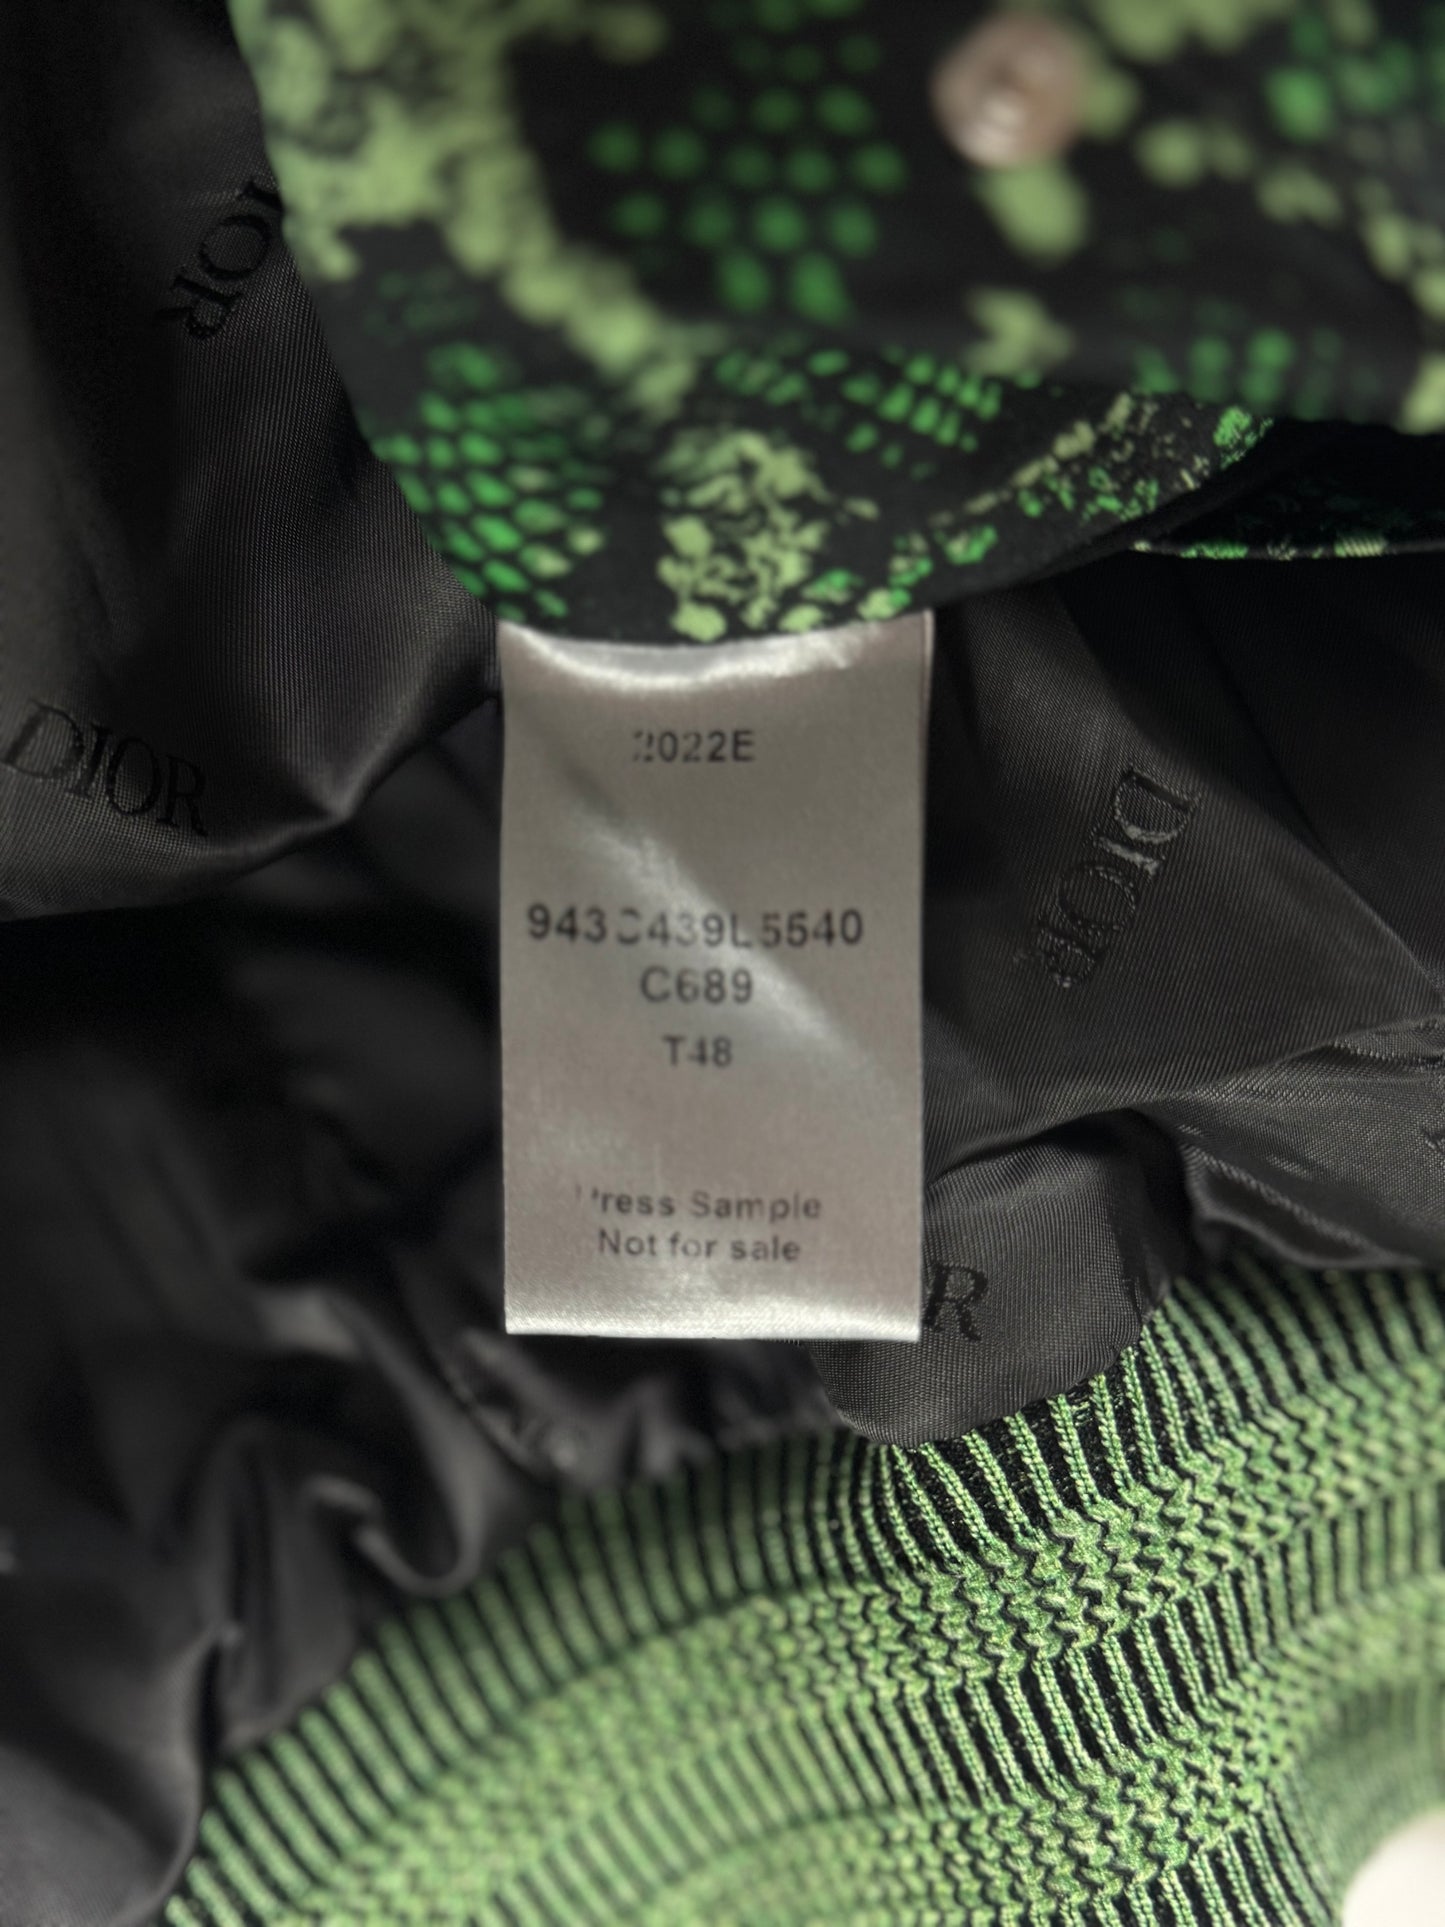 DIOR
DIOR
DIOR
2022E
943C439L5540
C689
T48
Press Sample
Not for sale